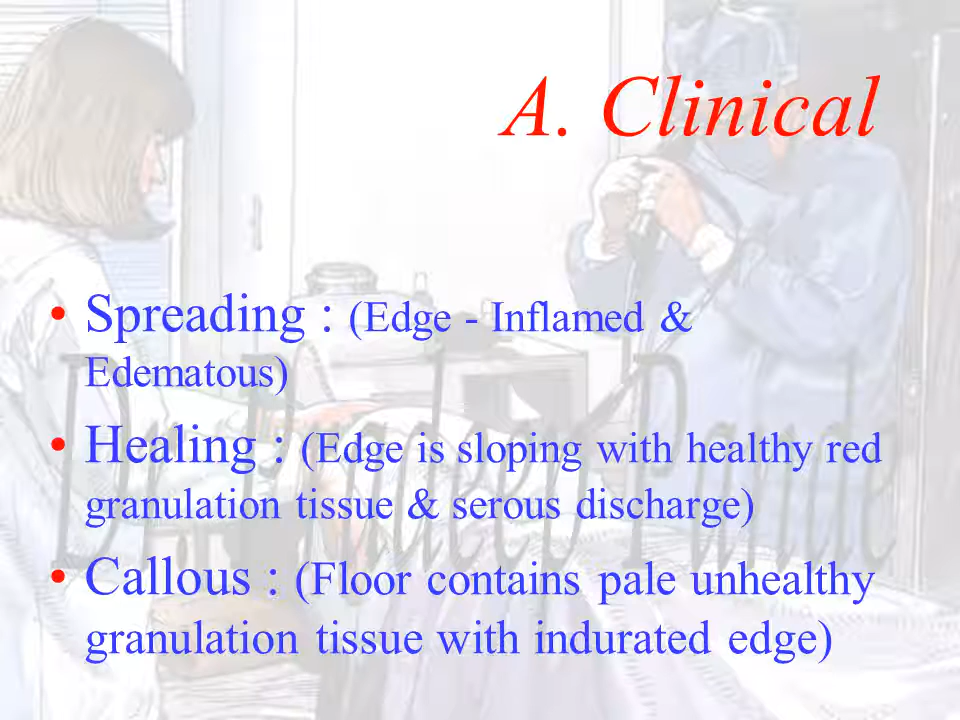 A. Clinical
• Spreading : (Edge - Inflamed &
Edematous)
• Healing : (Edge is sloping with healthy red
granulation tissue & serous discharge)
• Callous : (Floor contains pale unhealthy
granulation tissue with indurated edge)